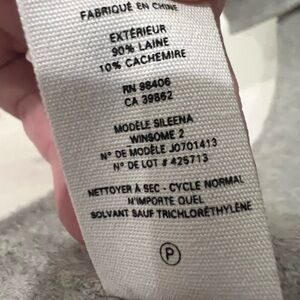 FABRIQUÉ EN CHINE
EXTÉRIEUR
90% LAINE
10% CACHEMIRE
RN 98406
CA 39862
MODÈLE SILEENA
WINSOME 2
N° DE MODÈLE J0701413
N° DE LOT # 425713
NETTOYER À SEC - CYCLE NORMAL
N'IMPORTE QUEL
SOLVANT SAUF TRICHLORÉTHYLÈNE
P